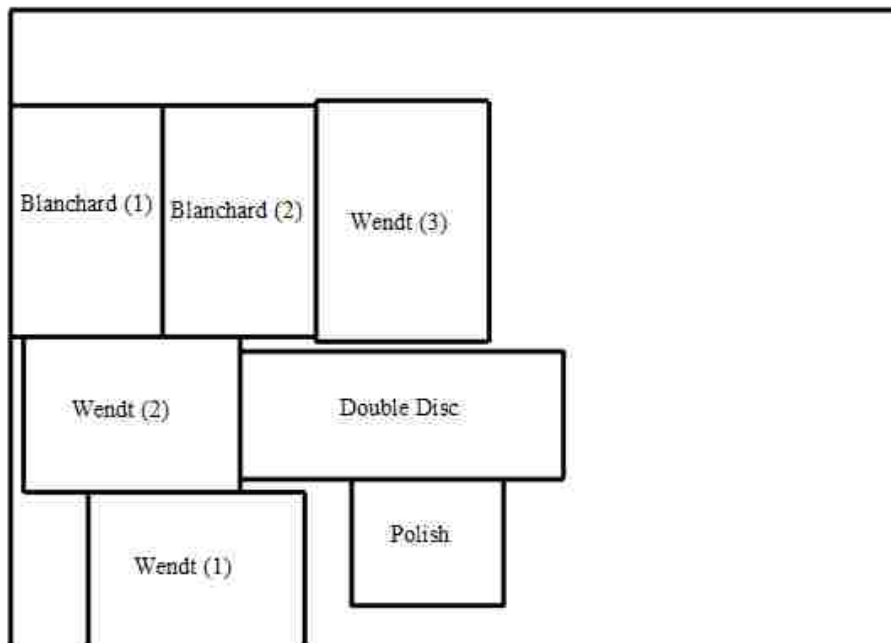 Blanchard (1)
Blanchard (2)
Wendt (3)
Wendt (2)
Double Disc
Polish
Wendt (1)